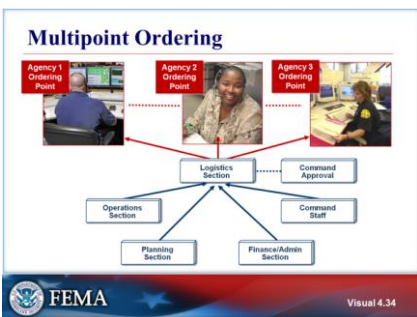 Multipoint Ordering
Agency 1
Ordering
Point
Agency 2
Ordering
Point
Agency 3
Ordering
Point
Logistics
Section
Command
Approval
Operations
Section
Command
Staff
Planning
Section
Finance/Admin
Section
FEMA
Visual 4.34